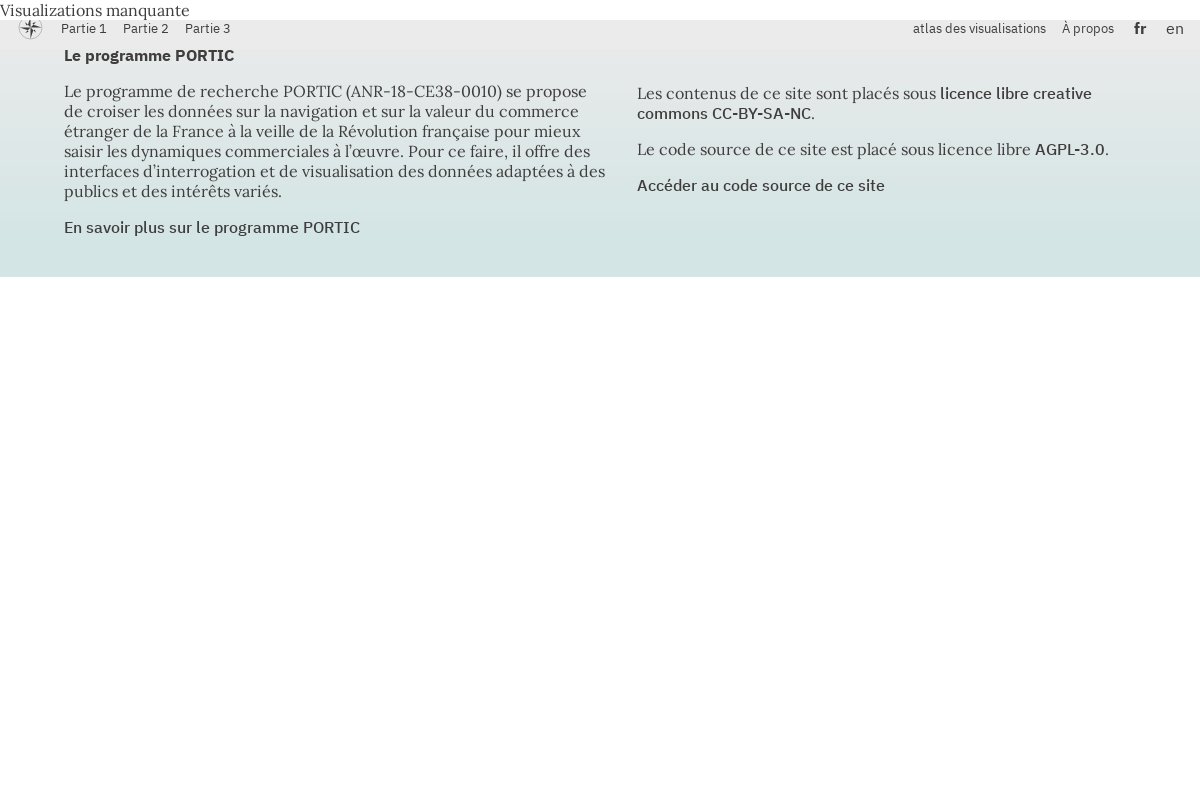 Visualizations manquante
Partie 1 Partie 2 Partie 3 atlas des visualisations À propos fr en
Le programme PORTIC
Le programme de recherche PORTIC (ANR-18-CE38-0010) se propose
de croiser les données sur la navigation et sur la valeur du commerce
étranger de la France à la veille de la Révolution française pour mieux
saisir les dynamiques commerciales à l’œuvre. Pour ce faire, il offre des
interfaces d’interrogation et de visualisation des données adaptées à des
publics et des intérêts variés.
En savoir plus sur le programme PORTIC
Les contenus de ce site sont placés sous licence libre creative
commons CC-BY-SA-NC.
Le code source de ce site est placé sous licence libre AGPL-3.0.
Accéder au code source de ce site